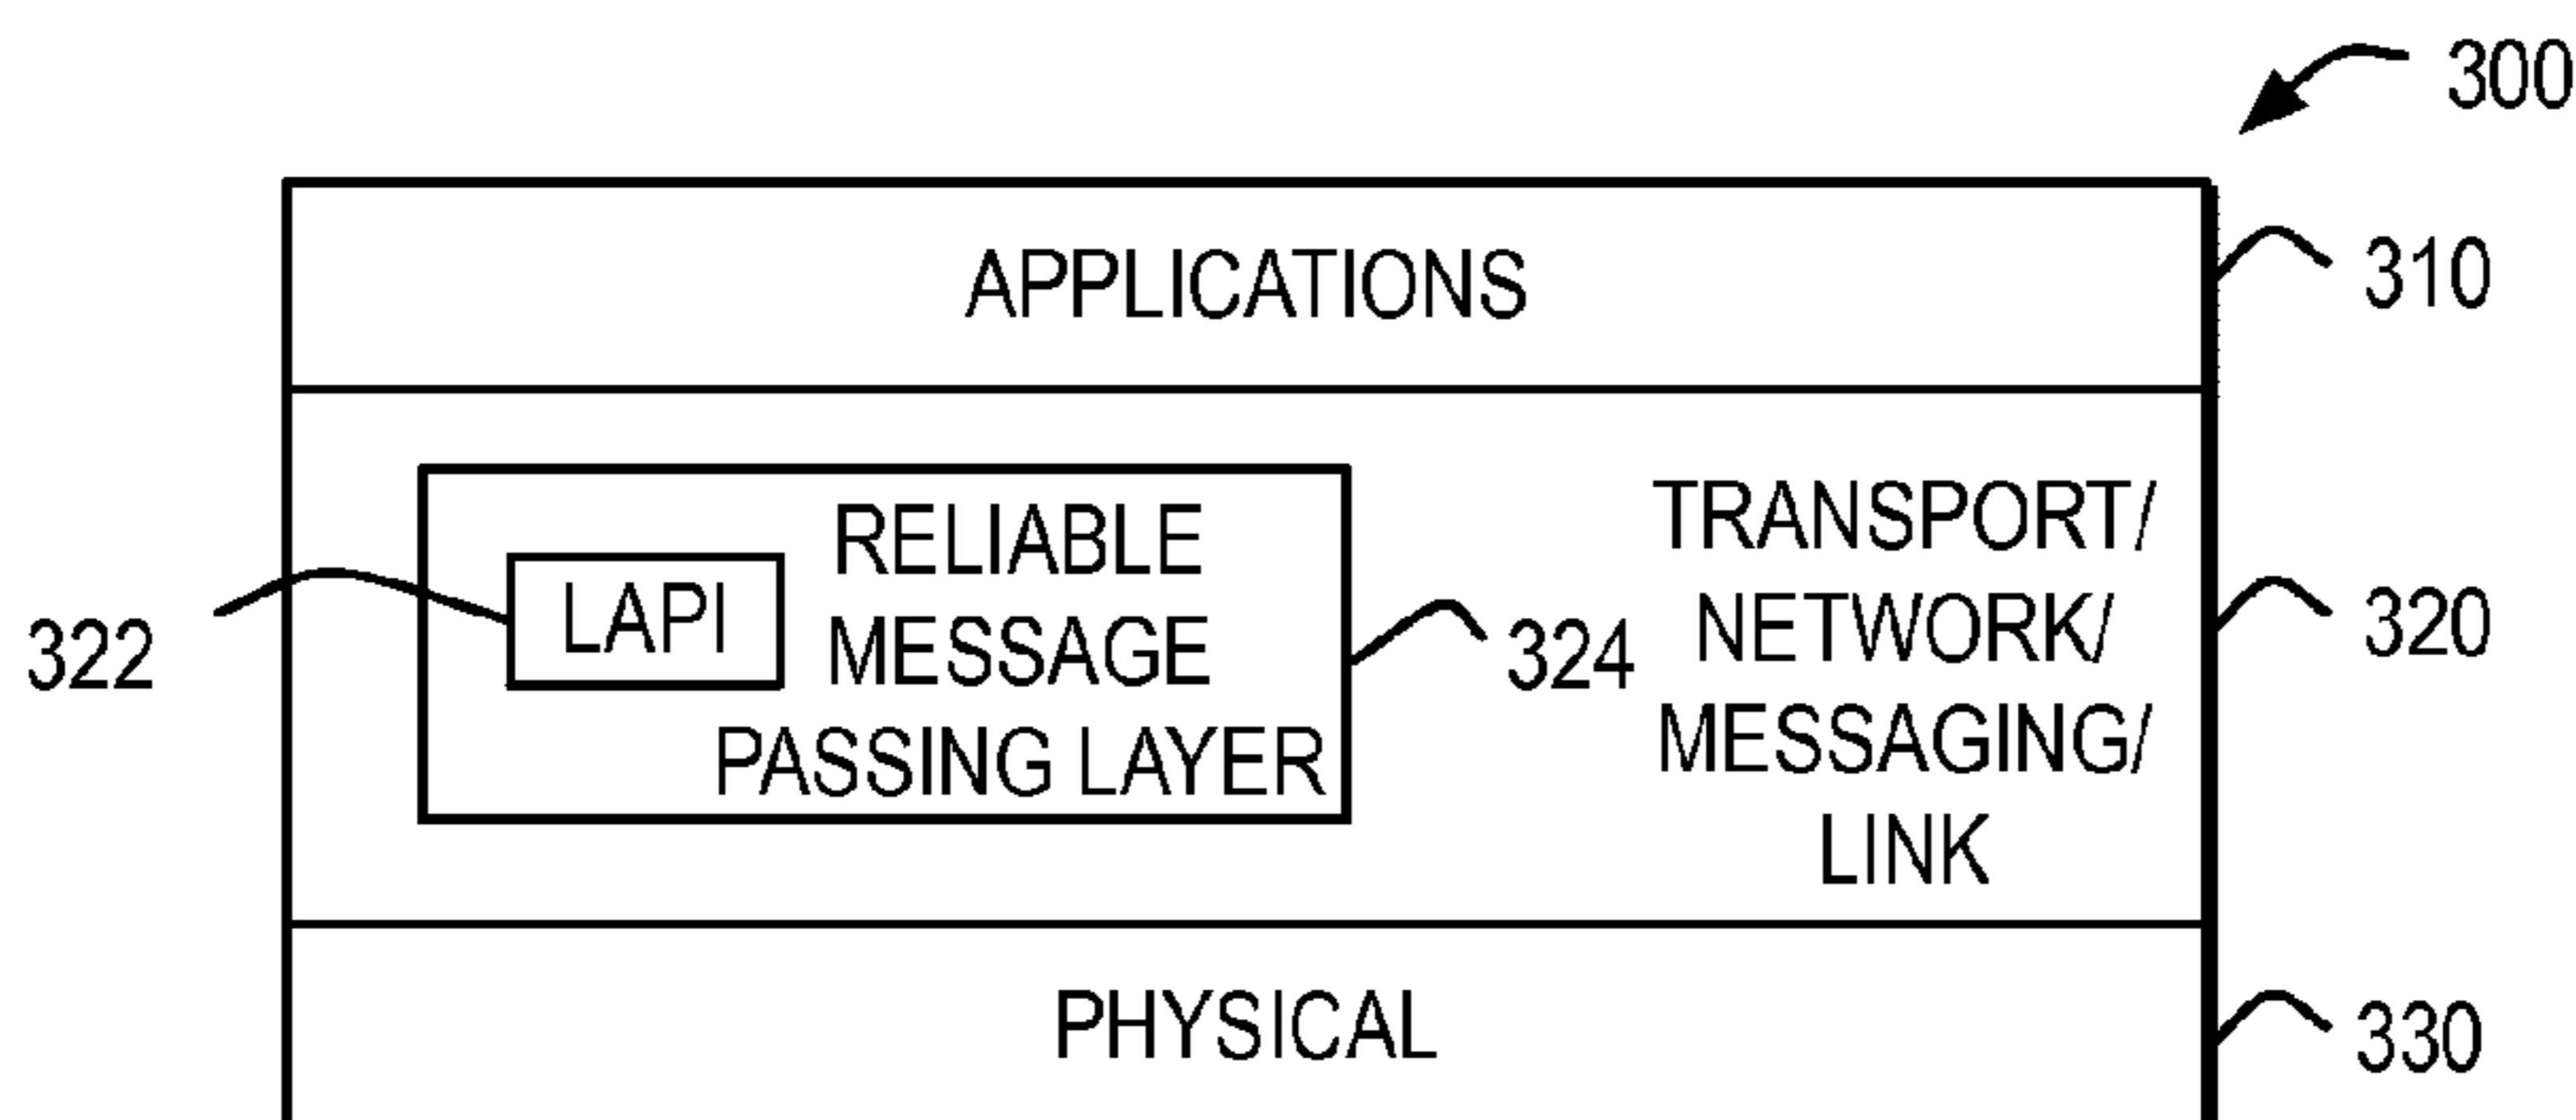 300
APPLICATIONS
310
RELIABLE
MESSAGE
PASSING LAYER
LAPI
322
324
TRANSPORT/
NETWORK/
MESSAGING/
LINK
320
PHYSICAL
330